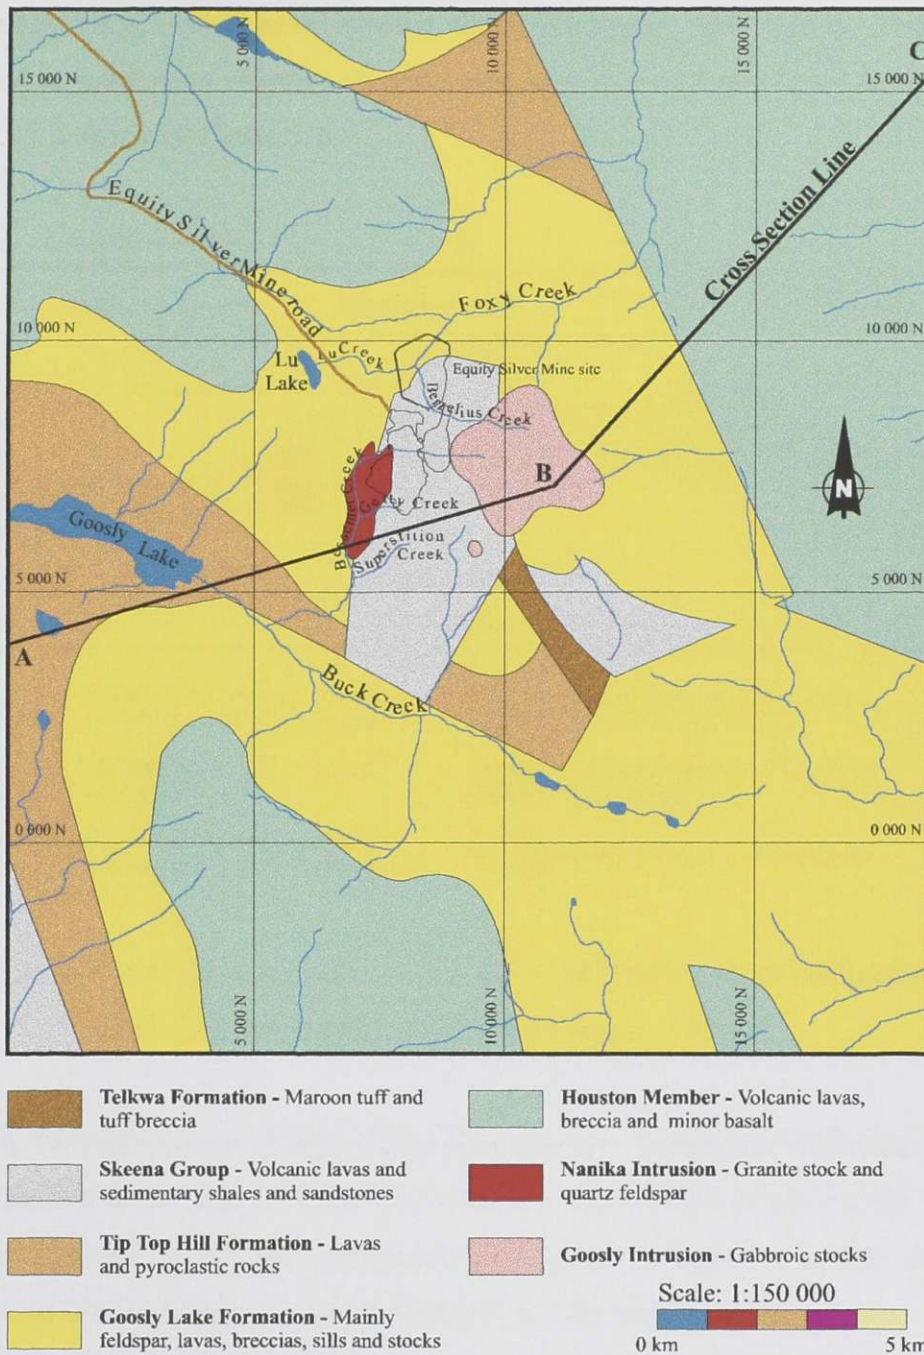 5 000 N
10 000 N
15 000 N
C
15 000 N
15 000 N
Equity Silver Mine road
Cross Section Line
Foxy Creek
10 000 N
10 000 N
Lu Creek
Lu
Lake
Equity Silver Mine site
Berzelius Creek
B
N
Bessemer Creek
Goosly Lake
Getty Creek
Superstition
Creek
5 000 N
5 000 N
A
Buck Creek
0 000 N
0 000 N
5 000 N
10 000 N
15 000 N
Telkwa Formation - Maroon tuff and
tuff breccia
Skeena Group - Volcanic lavas and
sedimentary shales and sandstones
Tip Top Hill Formation - Lavas
and pyroclastic rocks
Goosly Lake Formation - Mainly
feldspar, lavas, breccias, sills and stocks
Houston Member - Volcanic lavas,
breccia and minor basalt
Nanika Intrusion - Granite stock and
quartz feldspar
Goosly Intrusion - Gabbroic stocks
Scale: 1:150 000
0 km
5 km